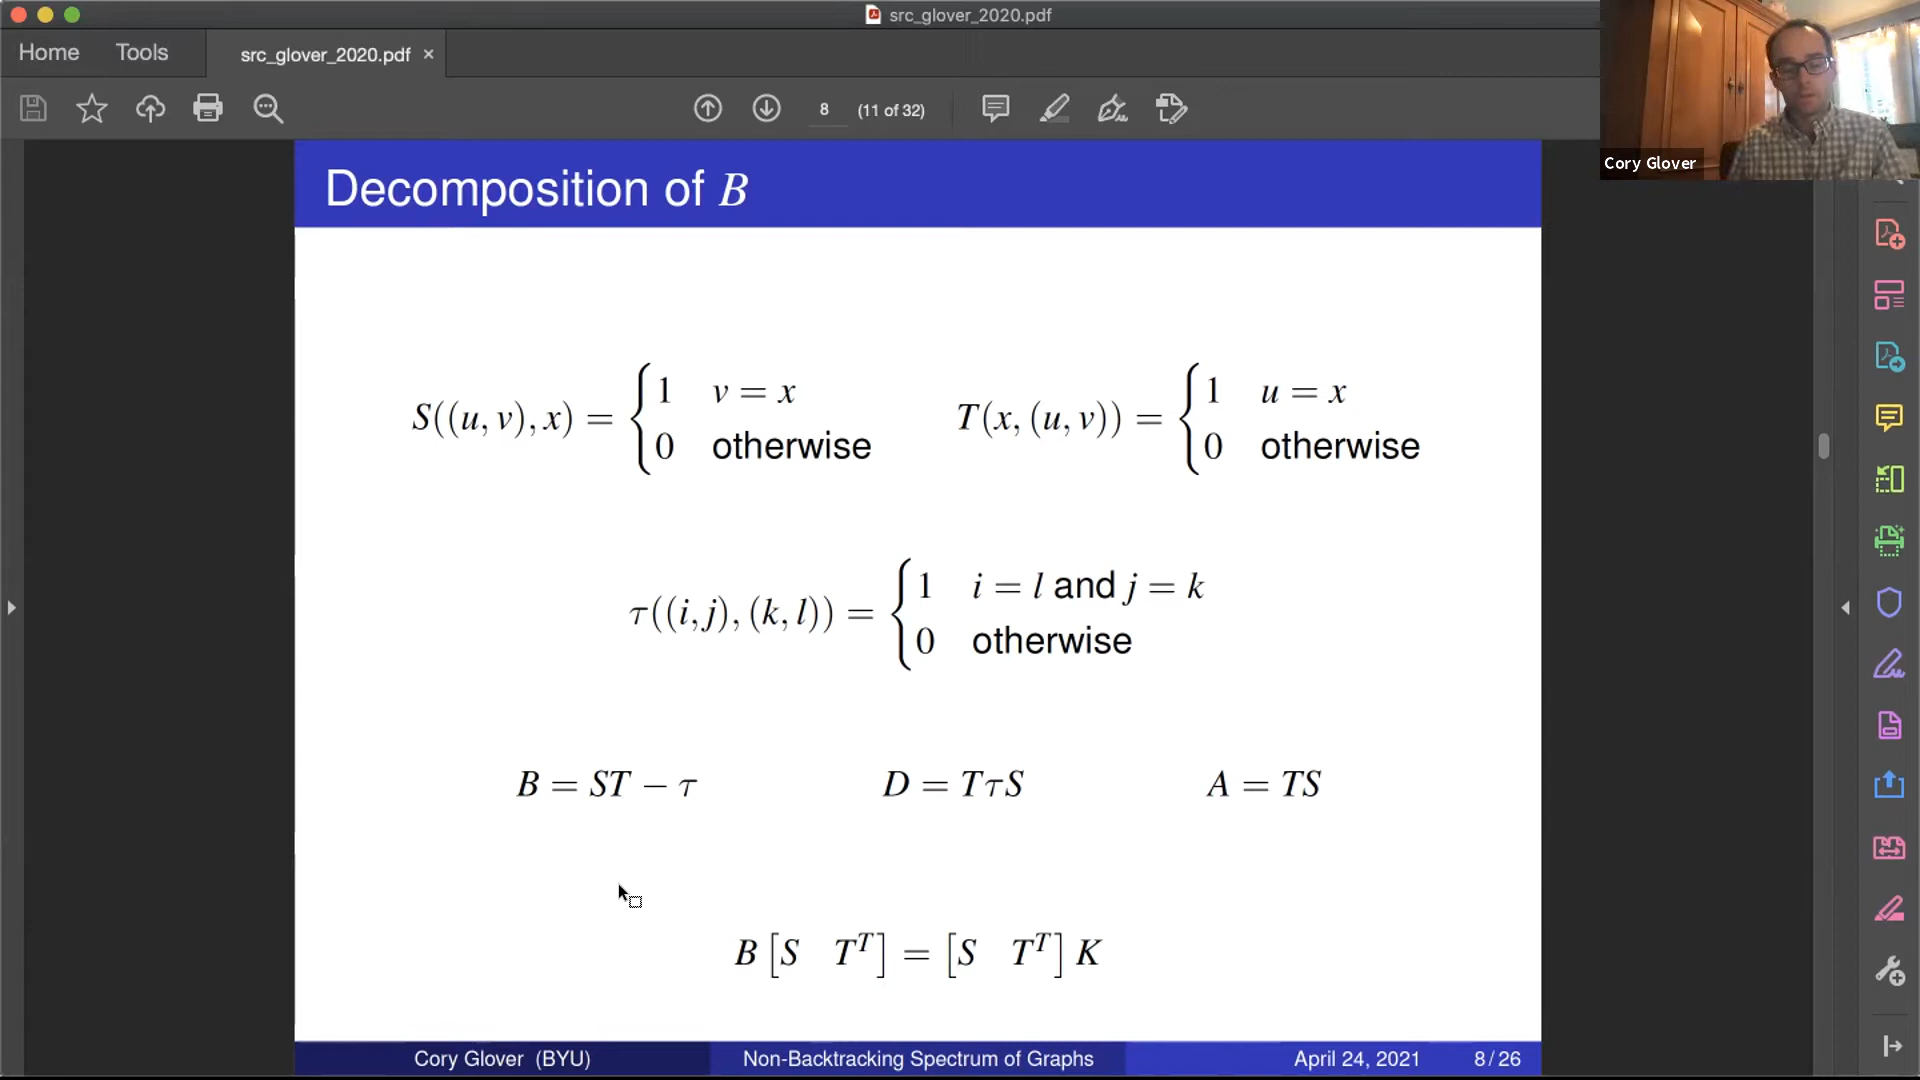 src_glover_2020.pdf
Home Tools src_glover_2020.pdf ×
8 (11 of 32)
Cory Glover
Decomposition of B
S((u, v), x) = { 1 v = x
0 otherwise
T(x, (u, v)) = { 1 u = x
0 otherwise
τ((i, j), (k, l)) = { 1 i = l and j = k
0 otherwise
B = ST − τ D = TτS A = TS
B [S T^T] = [S T^T] K
Cory Glover (BYU) Non-Backtracking Spectrum of Graphs April 24, 2021 8 / 26